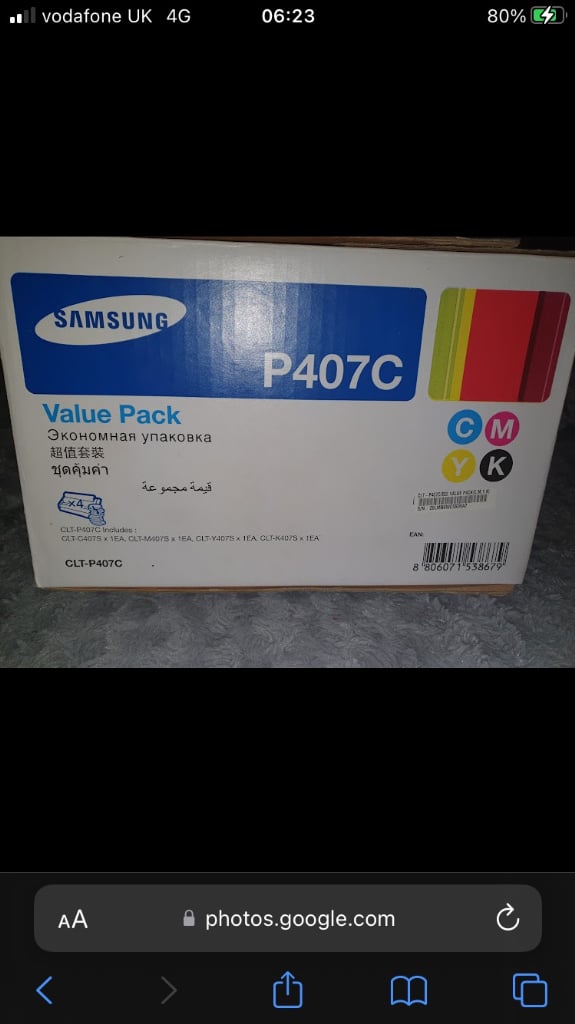 vodafone UK 4G 06:23 80%
SAMSUNG
P407C
Value Pack
Экономная упаковка
超值套裝
ชุดคุ้มค่า
قيمة مجموعة
x4
C M
Y K
CLT-P407C Includes :
CLT-C407S x 1EA, CLT-M407S x 1EA, CLT-Y407S x 1EA, CLT-K407S x 1EA
EAN:
CLT-P407C
8 806071 538679
AA photos.google.com